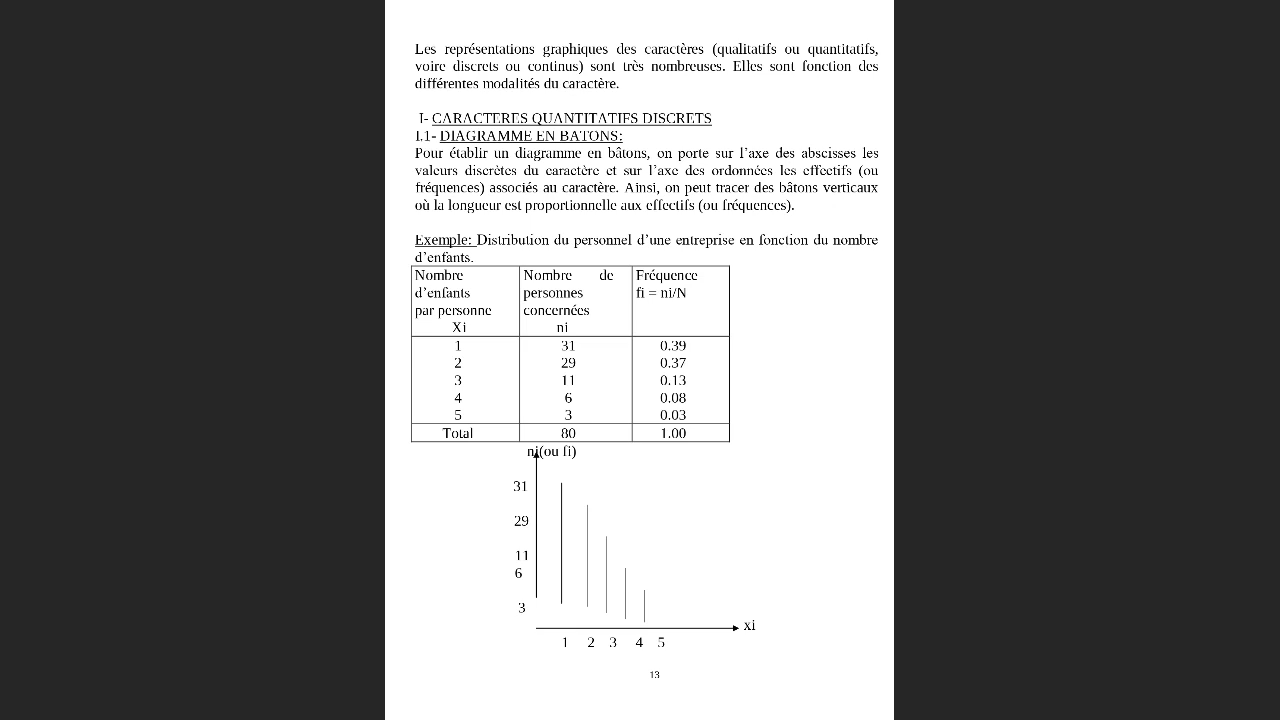 Les représentations graphiques des caractères (qualitatifs ou quantitatifs,
voire discrets ou continus) sont très nombreuses. Elles sont fonction des
différentes modalités du caractère.
I- CARACTERES QUANTITATIFS DISCRETS
I.1- DIAGRAMME EN BATONS:
Pour établir un diagramme en bâtons, on porte sur l'axe des abscisses les
valeurs discrètes du caractère et sur l'axe des ordonnées les effectifs (ou
fréquences) associés au caractère. Ainsi, on peut tracer des bâtons verticaux
où la longueur est proportionnelle aux effectifs (ou fréquences).
Exemple: Distribution du personnel d'une entreprise en fonction du nombre
d'enfants.
Nombre Nombre de Fréquence
d'enfants personnes fi = ni/N
par personne concernées
Xi ni
1 31 0.39
2 29 0.37
3 11 0.13
4 6 0.08
5 3 0.03
Total 80 1.00
ni(ou fi)
31
29
11
6
3
xi
1 2 3 4 5
13